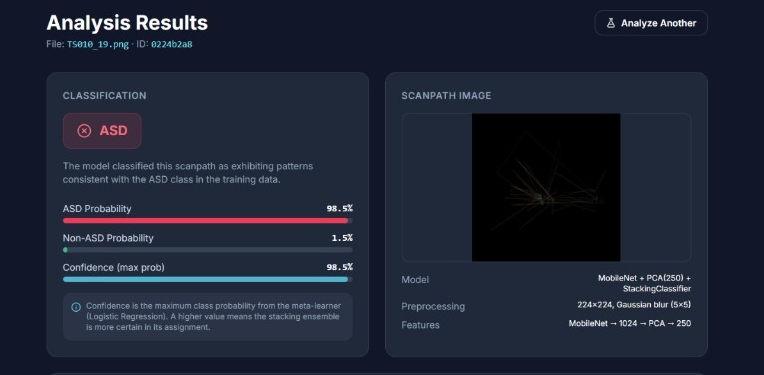 Analysis Results
Analyze Another
File: TS010_19.png · ID: 0224b2a8
CLASSIFICATION
ASD
The model classified this scanpath as exhibiting patterns
consistent with the ASD class in the training data.
ASD Probability 98.5%
Non-ASD Probability 1.5%
Confidence (max prob) 98.5%
Confidence is the maximum class probability from the meta-learner
(Logistic Regression). A higher value means the stacking ensemble
is more certain in its assignment.
SCANPATH IMAGE
Model MobileNet + PCA(250) +
StackingClassifier
Preprocessing 224×224, Gaussian blur (5×5)
Features MobileNet → 1024 → PCA → 250